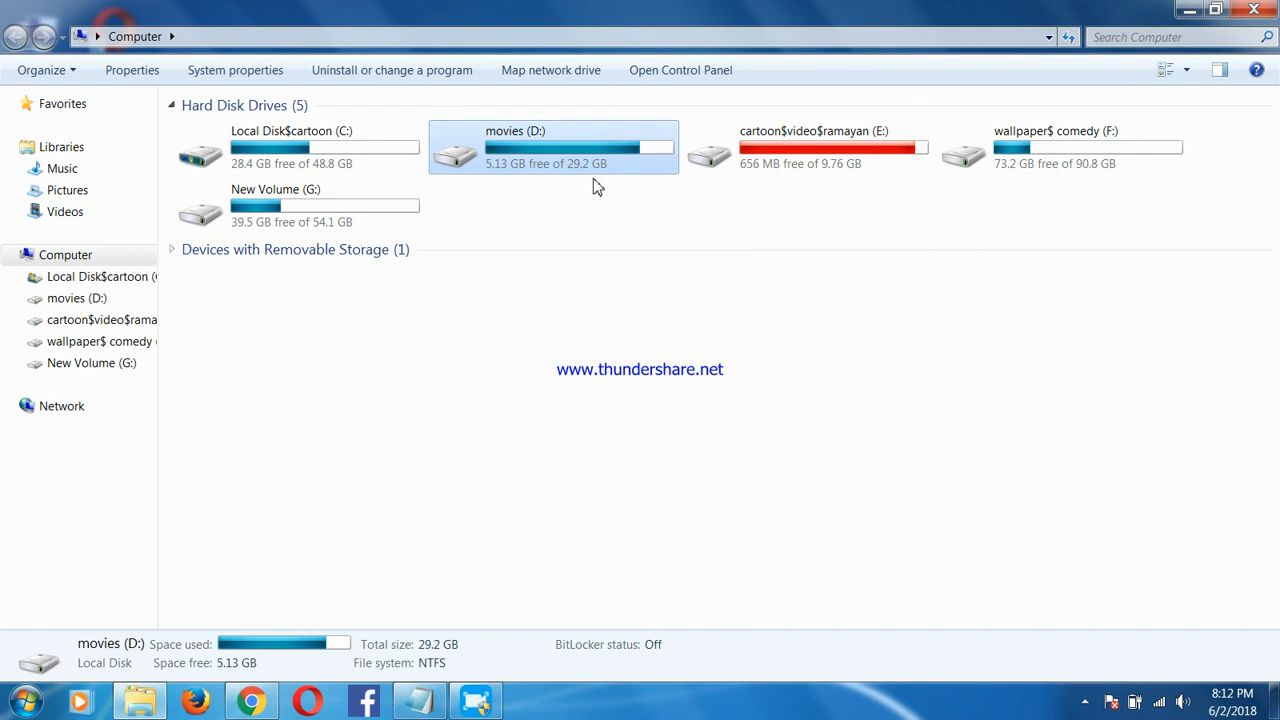 Computer
Search Computer
Organize Properties System properties Uninstall or change a program Map network drive Open Control Panel
Favorites
Libraries
Music
Pictures
Videos
Computer
Local Disk$cartoon (
movies (D:)
cartoon$video$rama
wallpaper$ comedy (
New Volume (G:)
Network
Hard Disk Drives (5)
Local Disk$cartoon (C:)
28.4 GB free of 48.8 GB
movies (D:)
5.13 GB free of 29.2 GB
cartoon$video$ramayan (E:)
656 MB free of 9.76 GB
wallpaper$ comedy (F:)
73.2 GB free of 90.8 GB
New Volume (G:)
39.5 GB free of 54.1 GB
Devices with Removable Storage (1)
www.thundershare.net
movies (D:) Space used: Total size: 29.2 GB BitLocker status: Off
Local Disk Space free: 5.13 GB File system: NTFS
8:12 PM
6/2/2018